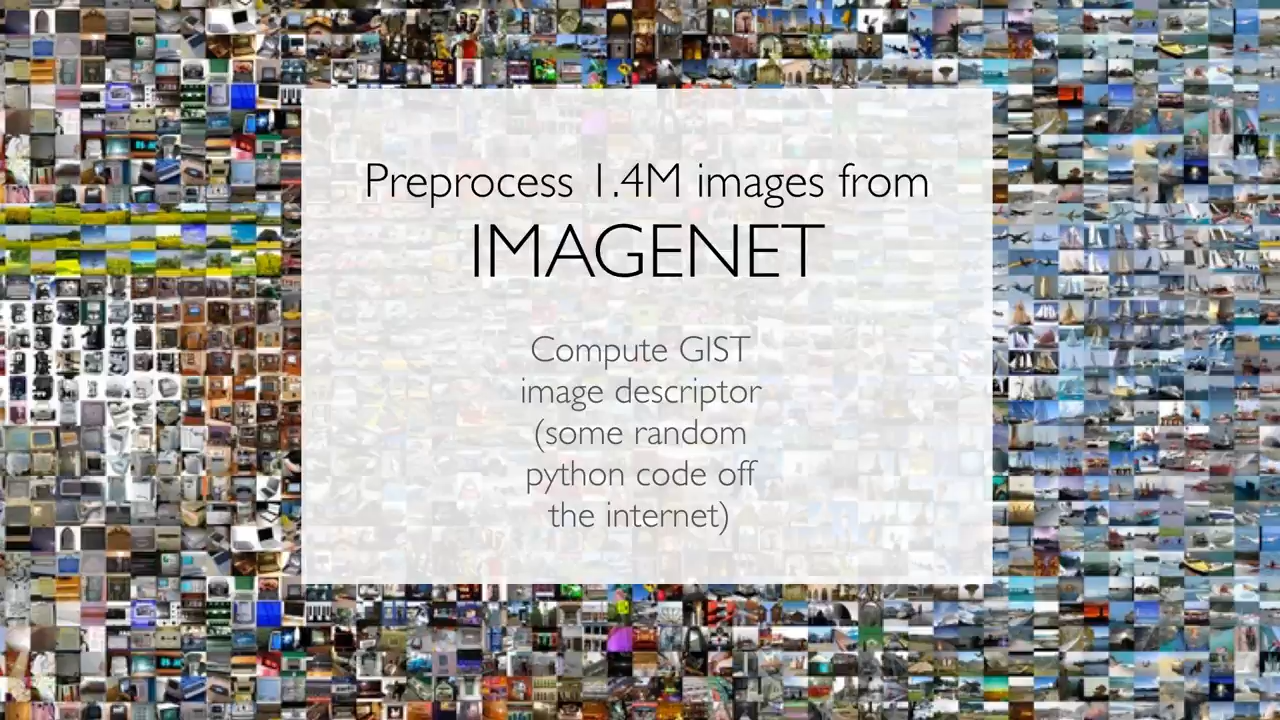 Preprocess 1.4M images from
IMAGENET
Compute GIST
image descriptor
(some random
python code off
the internet)